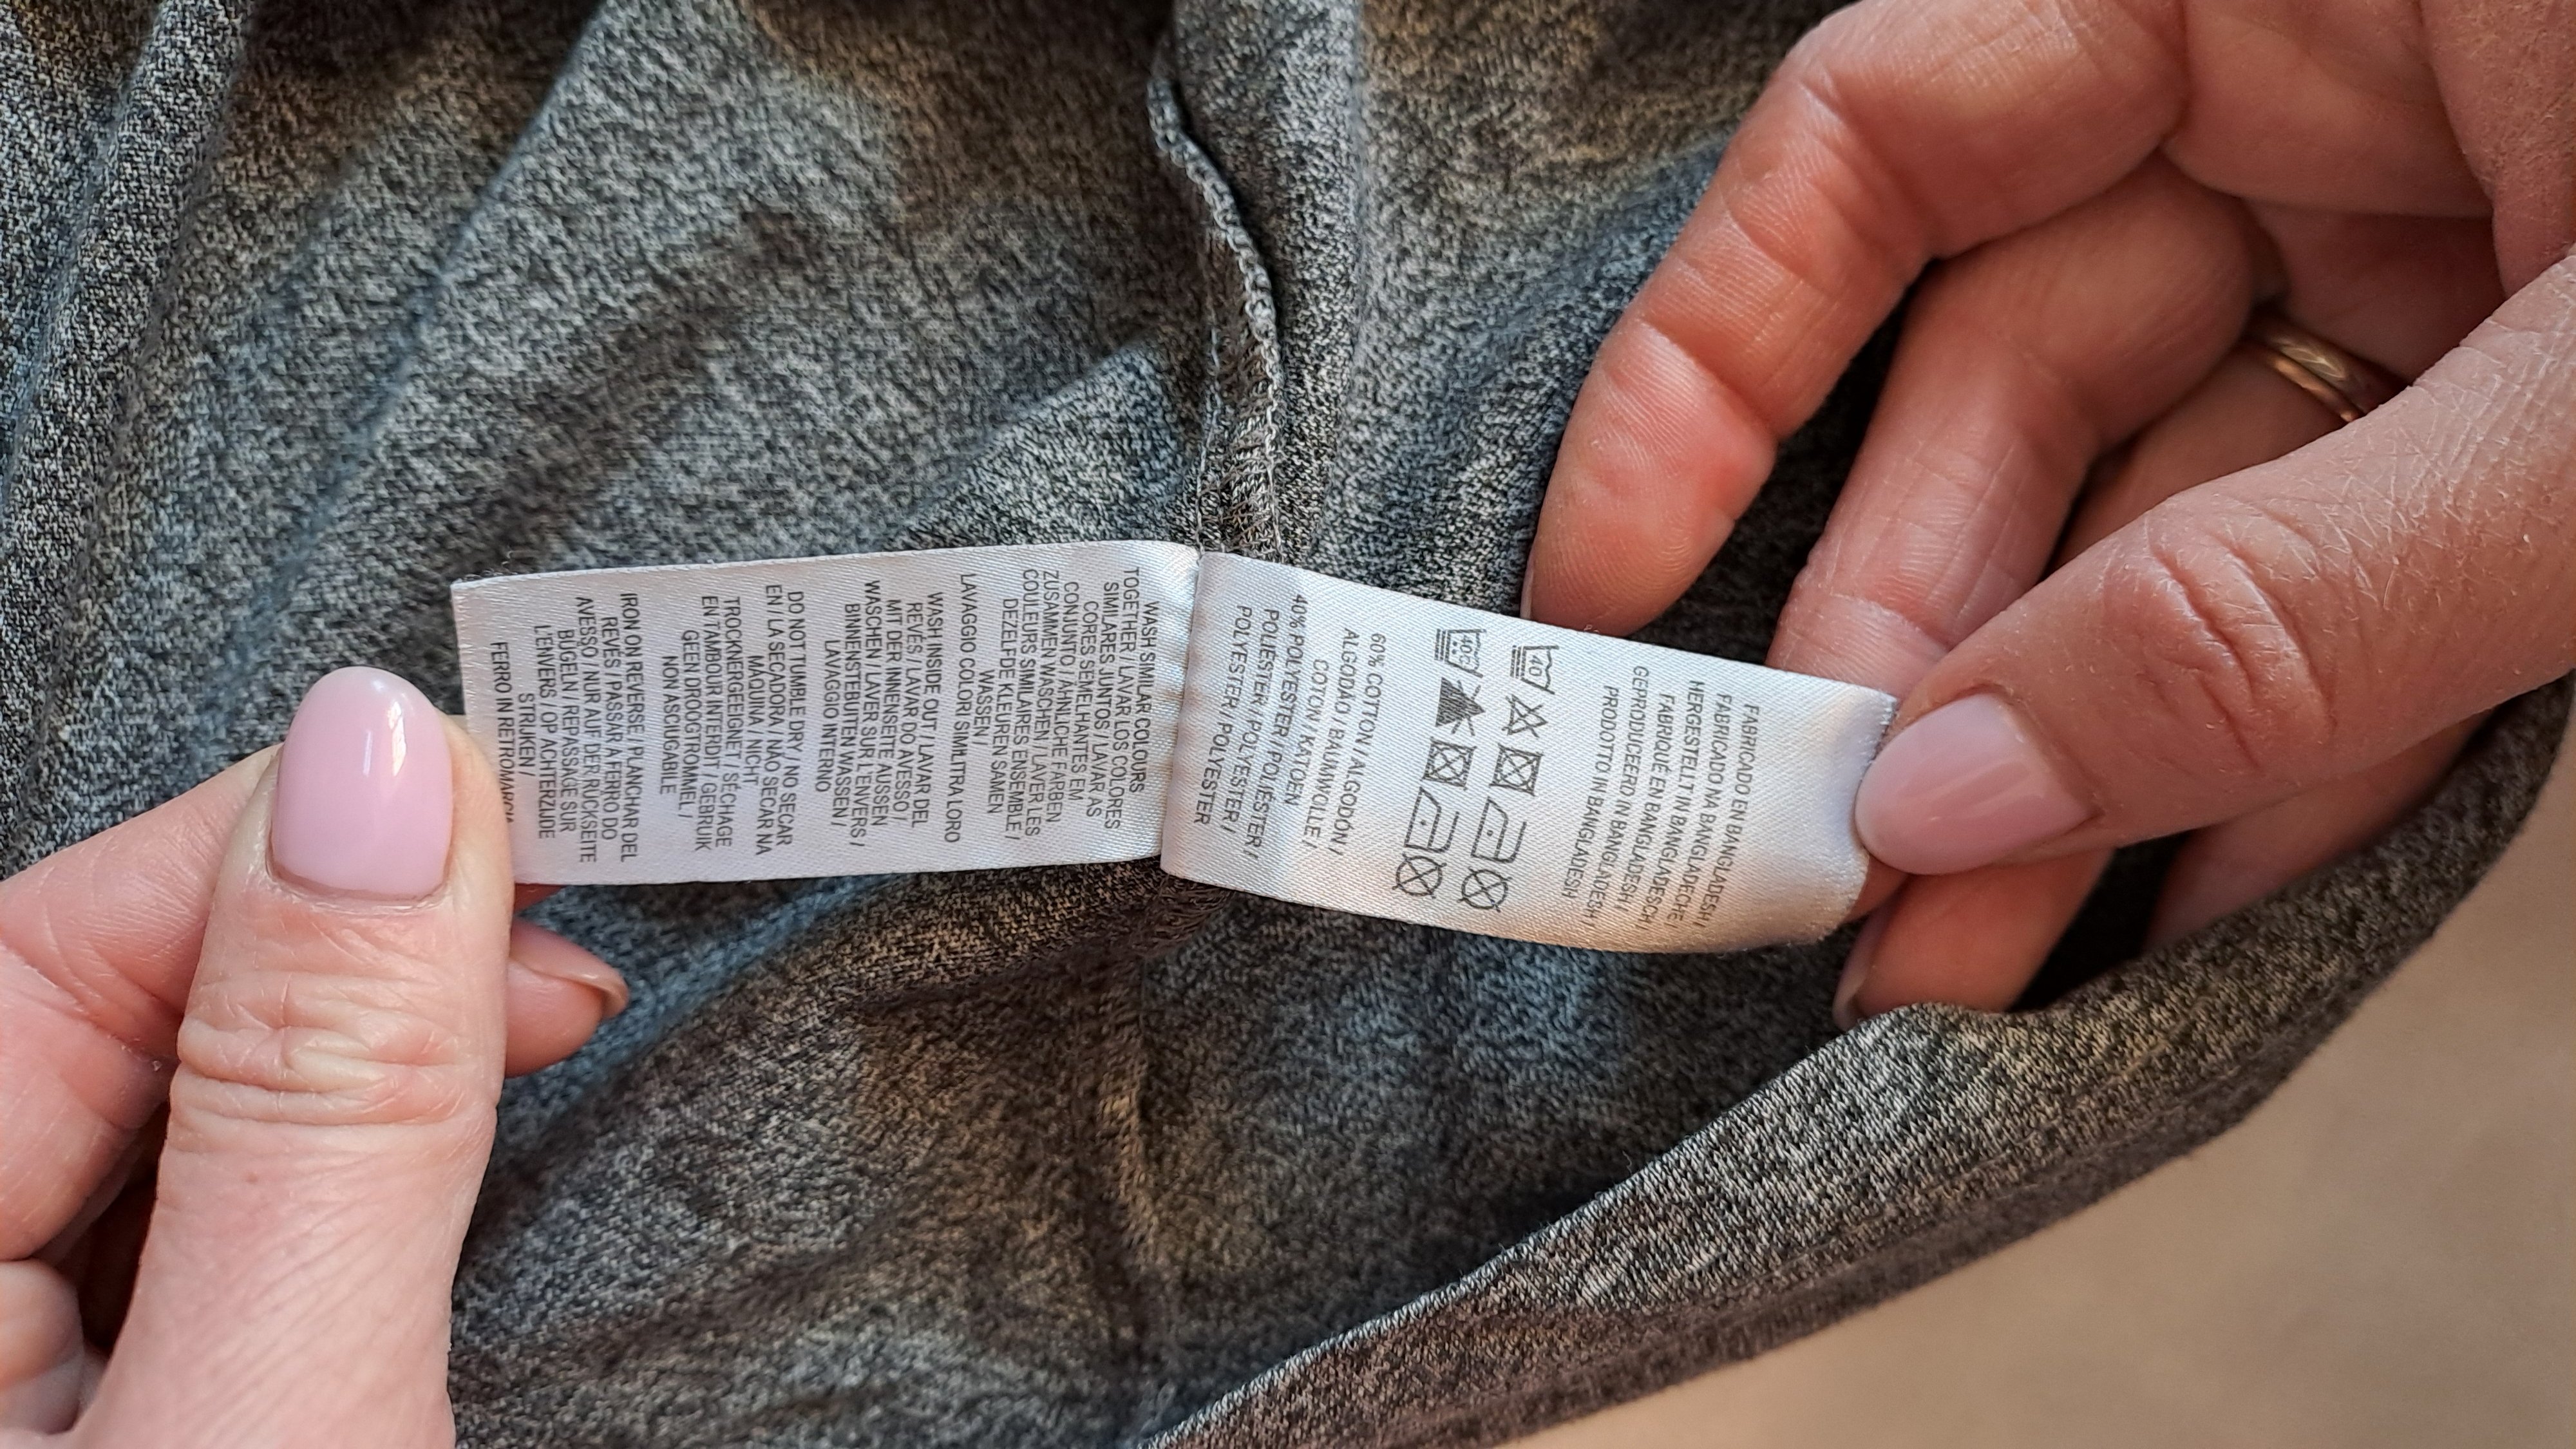 FABRICADO EN BANGLADESH /
FABRICADO NA BANGLADECHE /
HERGESTELLT IN BANGLADESCH /
FABRIQUÉ EN BANGLADESH /
GEPRODUCEERD IN BANGLADESH /
PRODOTTO IN BANGLADESH
40
40°C
60% COTTON / ALGODÓN /
ALGODÃO / BAUMWOLLE /
COTON / KATOEN
40% POLYESTER / POLIESTER /
POLIESTER / POLYESTER /
POLYESTER / POLYESTER
WASH SIMILAR COLOURS
TOGETHER / LAVAR LOS COLORES
SIMILARES JUNTOS / LAVAR AS
CORES SEMELHANTES EM
CONJUNTO / ÄHNLICHE FARBEN
ZUSAMMEN WASCHEN / LAVER LES
COULEURS SIMILAIRES ENSEMBLE /
DEZELFDE KLEUREN SAMEN
WASSEN /
LAVAGGIO COLORI SIMILI TRA LORO
WASH INSIDE OUT / LAVAR DEL
REVÉS / LAVAR DO AVESSO /
MIT DER INNENSEITE AUSSEN
WASCHEN / LAVER SUR L'ENVERS /
BINNENSTEBUITEN WASSEN /
LAVAGGIO INTERNO
DO NOT TUMBLE DRY / NO SECAR
EN LA SECADORA / NÃO SECAR NA
MÁQUINA / NICHT
TROCKNERGEEIGNET / SÉCHAGE
EN TAMBOUR INTERDIT / GEBRUIK
GEEN DROOGTROMMEL /
NON ASCIUGABILE
IRON ON REVERSE / PLANCHAR DEL
REVÉS / PASSAR A FERRO DO
AVESSO / NUR AUF DER RÜCKSEITE
BÜGELN / REPASSAGE SUR
L'ENVERS / OP ACHTERZIJDE
STRIJKEN /
FERRO IN RETROMARCIA